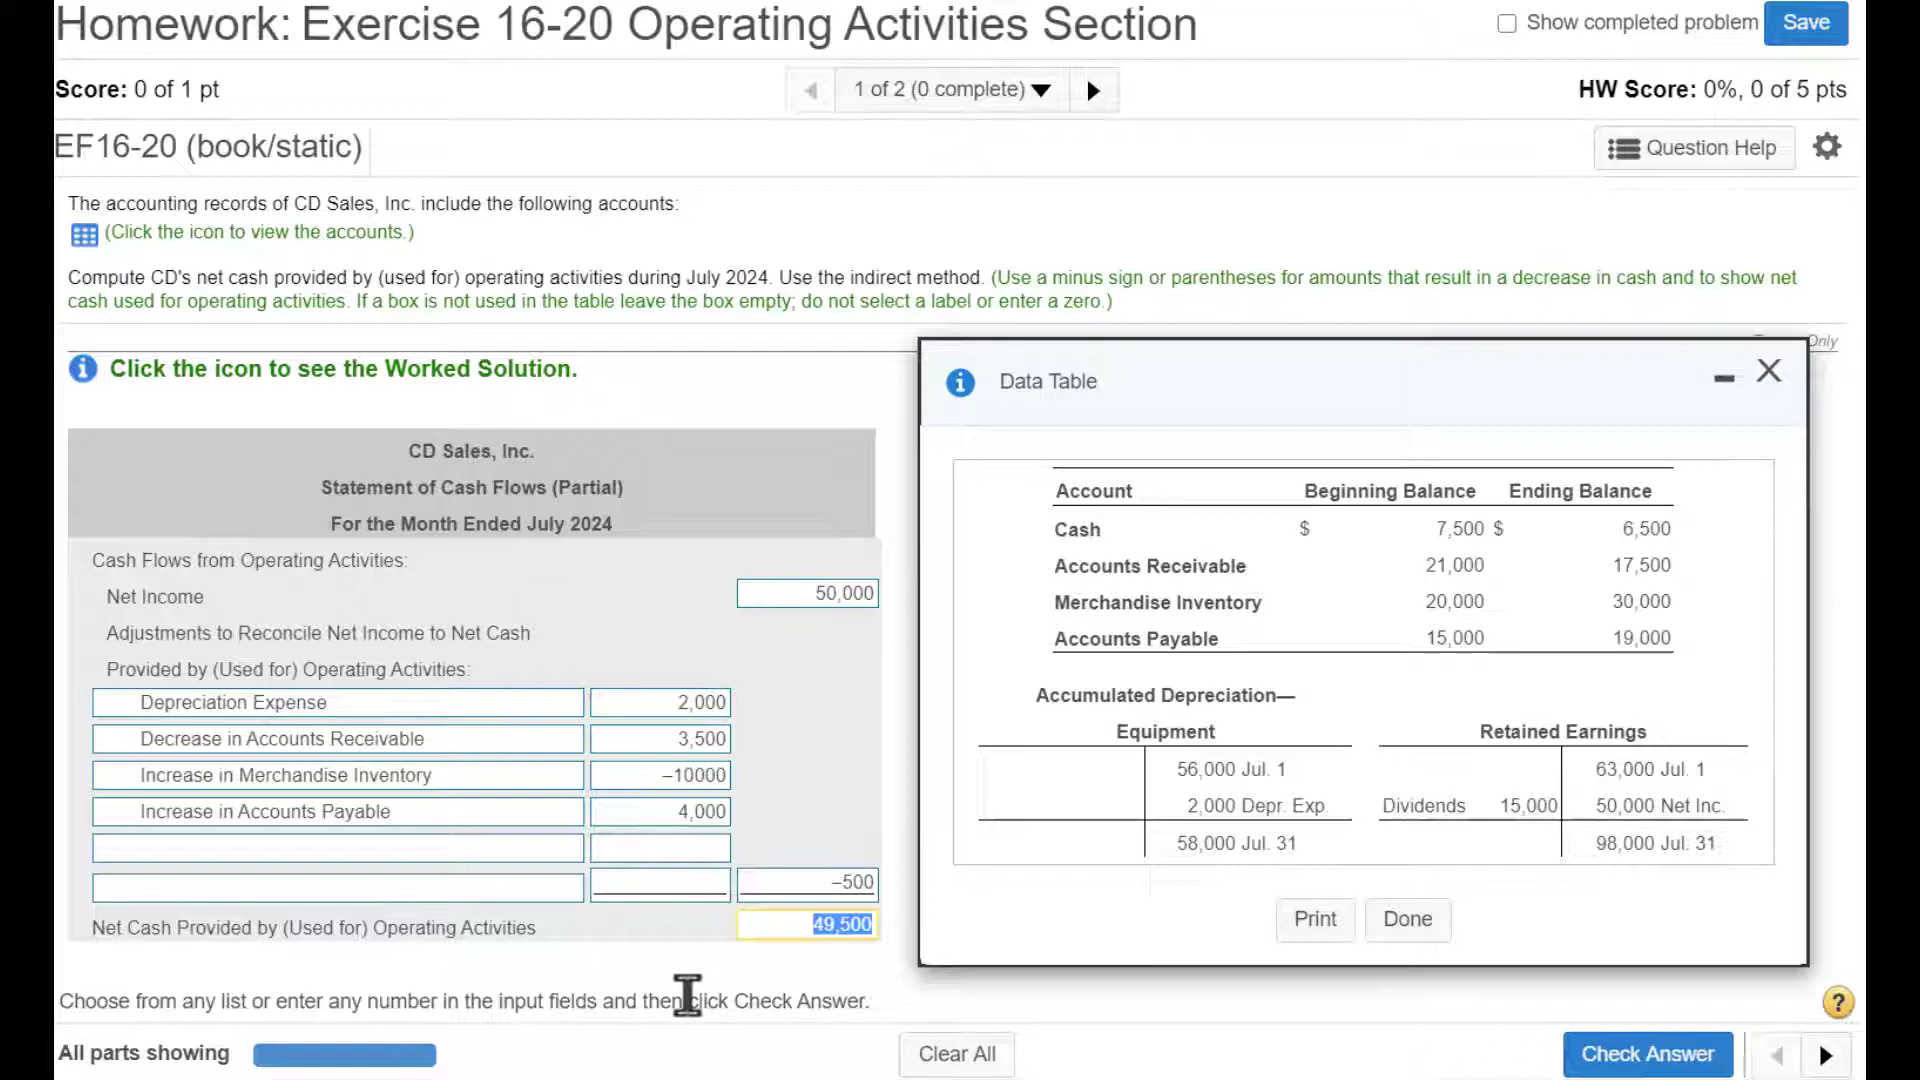 Homework: Exercise 16-20 Operating Activities Section
Show completed problem
Save
Score: 0 of 1 pt
1 of 2 (0 complete)
HW Score: 0%, 0 of 5 pts
EF16-20 (book/static)
Question Help
The accounting records of CD Sales, Inc. include the following accounts:
(Click the icon to view the accounts.)
Compute CD's net cash provided by (used for) operating activities during July 2024. Use the indirect method. (Use a minus sign or parentheses for amounts that result in a decrease in cash and to show net
cash used for operating activities. If a box is not used in the table leave the box empty; do not select a label or enter a zero.)
Only
Click the icon to see the Worked Solution.
CD Sales, Inc.
Statement of Cash Flows (Partial)
For the Month Ended July 2024
Cash Flows from Operating Activities:
Net Income 50,000
Adjustments to Reconcile Net Income to Net Cash
Provided by (Used for) Operating Activities:
Depreciation Expense 2,000
Decrease in Accounts Receivable 3,500
Increase in Merchandise Inventory –10000
Increase in Accounts Payable 4,000
–500
Net Cash Provided by (Used for) Operating Activities 49,500
Data Table
Account Beginning Balance Ending Balance
Cash $ 7,500 $ 6,500
Accounts Receivable 21,000 17,500
Merchandise Inventory 20,000 30,000
Accounts Payable 15,000 19,000
Accumulated Depreciation—
Equipment Retained Earnings
56,000 Jul. 1 63,000 Jul. 1
2,000 Depr. Exp. Dividends 15,000 50,000 Net Inc.
58,000 Jul. 31 98,000 Jul. 31
Print Done
Choose from any list or enter any number in the input fields and then click Check Answer.
?
All parts showing
Clear All
Check Answer